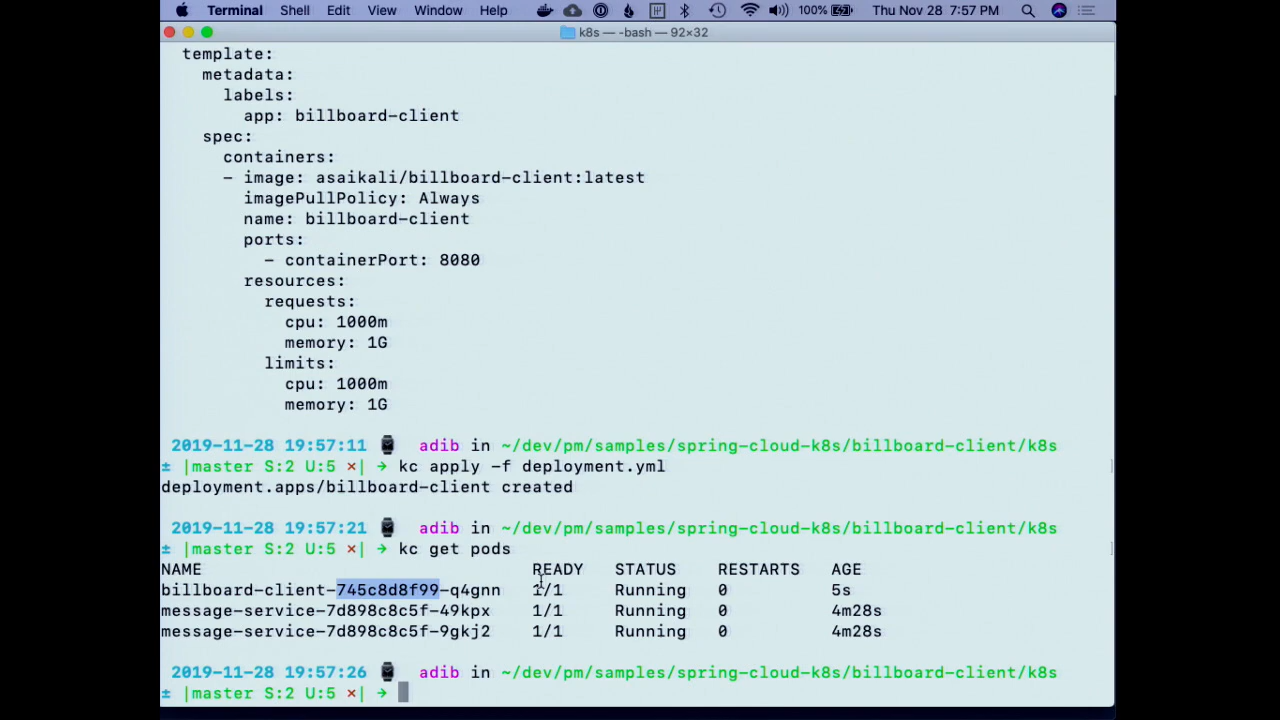 Terminal Shell Edit View Window Help 100% Thu Nov 28 7:57 PM
k8s — -bash — 92×32
template:
metadata:
labels:
app: billboard-client
spec:
containers:
- image: asaikali/billboard-client:latest
imagePullPolicy: Always
name: billboard-client
ports:
- containerPort: 8080
resources:
requests:
cpu: 1000m
memory: 1G
limits:
cpu: 1000m
memory: 1G
2019-11-28 19:57:11 ⌚ adib in ~/dev/pm/samples/spring-cloud-k8s/billboard-client/k8s
± |master S:2 U:5 ×| → kc apply -f deployment.yml
deployment.apps/billboard-client created
2019-11-28 19:57:21 ⌚ adib in ~/dev/pm/samples/spring-cloud-k8s/billboard-client/k8s
± |master S:2 U:5 ×| → kc get pods
NAME READY STATUS RESTARTS AGE
billboard-client-745c8d8f99-q4gnn 1/1 Running 0 5s
message-service-7d898c8c5f-49kpx 1/1 Running 0 4m28s
message-service-7d898c8c5f-9gkj2 1/1 Running 0 4m28s
2019-11-28 19:57:26 ⌚ adib in ~/dev/pm/samples/spring-cloud-k8s/billboard-client/k8s
± |master S:2 U:5 ×| →